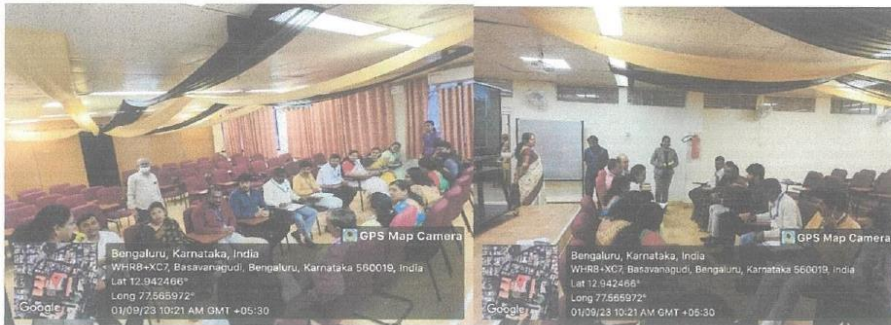 GPS Map Camera
Bengaluru, Karnataka, India
WHR8+XC7, Basavanagudi, Bengaluru, Karnataka 560019, India
Lat 12.942466°
Long 77.565972°
01/09/23 10:21 AM GMT +05:30
Google
GPS Map Camera
Bengaluru, Karnataka, India
WHR8+XC7, Basavanagudi, Bengaluru, Karnataka 560019, India
Lat 12.942466°
Long 77.565972°
01/09/23 10:21 AM GMT +05:30
Google